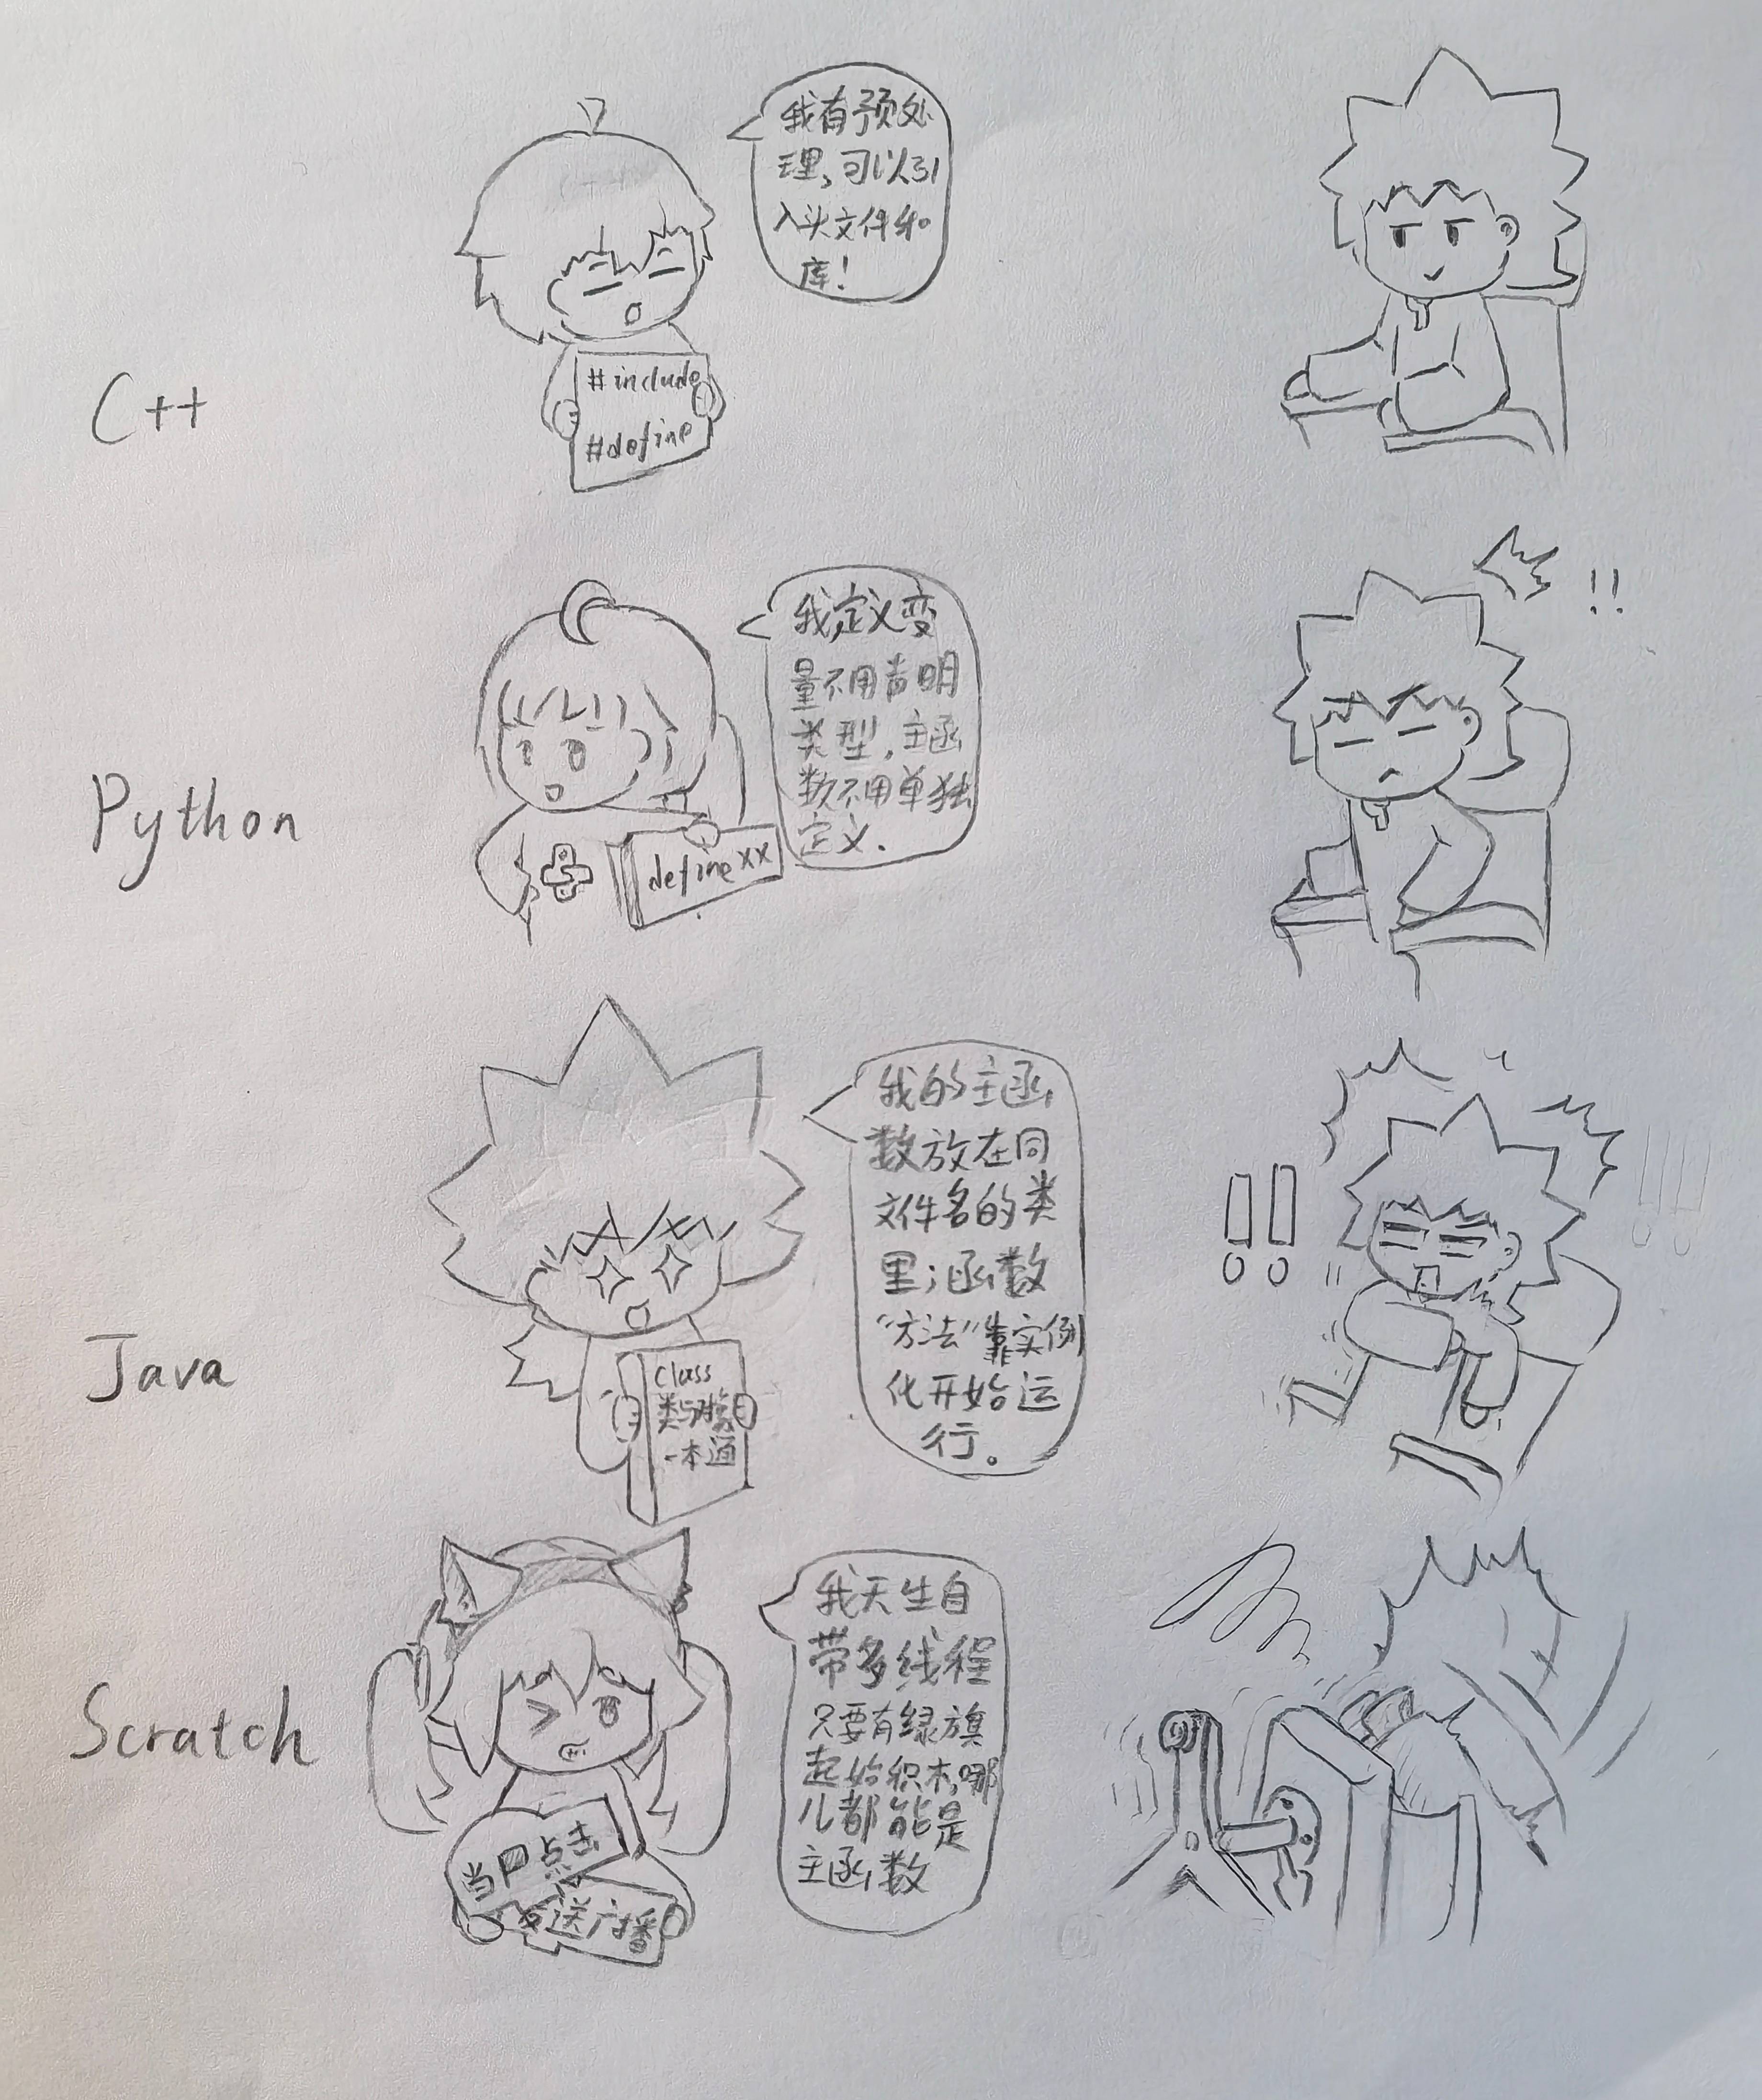 C++
我有预处
理,可以引
入头文件和
库!
#include
#define
Python
我定义变
量不用声明
类型,主函
数不用单独
定义.
define xx
!!
Java
我的主函
数放在同
文件名的类
里;函数
“方法”靠实例
化开始运
行。
class
类与对象
一本通
!!
!!!
Scratch
我天生自
带多线程
只要有绿旗
起始积木,哪
儿都能是
主函数
当 点击
送广播